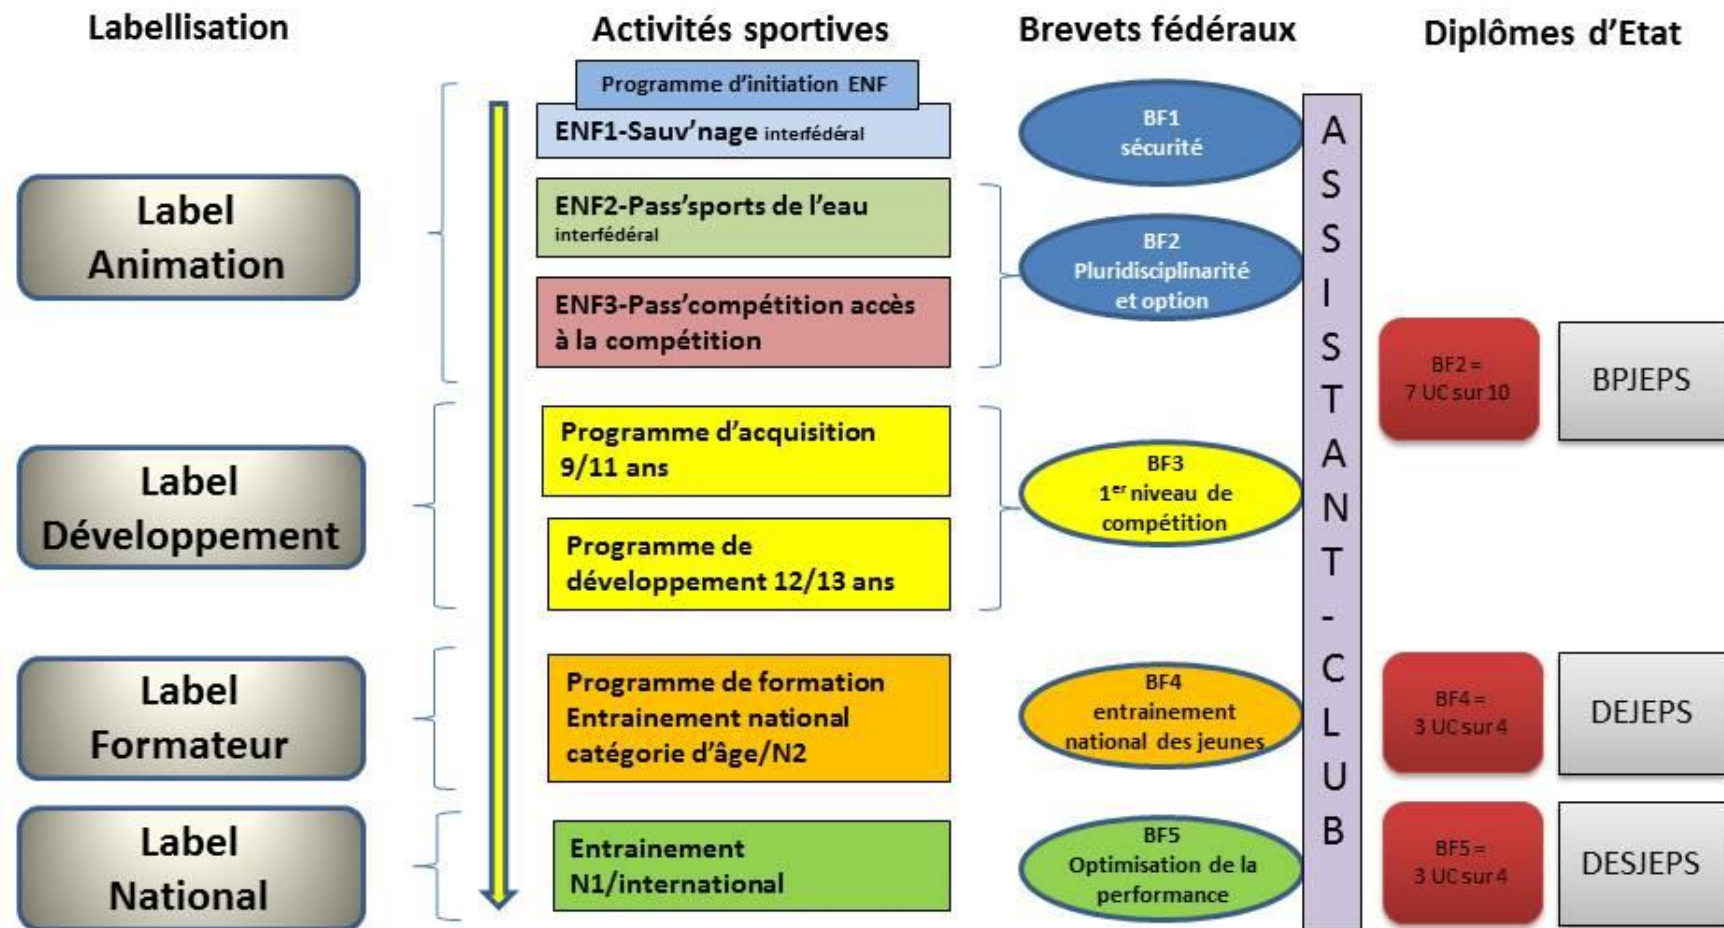 Labellisation
Activités sportives
Brevets fédéraux
Diplômes d'Etat
Label
Animation
Label
Développement
Label
Formateur
Label
National
Programme d'initiation ENF
ENF1-Sauv'nage interfédéral
ENF2-Pass'sports de l'eau
interfédéral
ENF3-Pass'compétition accès
à la compétition
Programme d'acquisition
9/11 ans
Programme de
développement 12/13 ans
Programme de formation
Entrainement national
catégorie d'âge/N2
Entrainement
N1/international
BF1
sécurité
BF2
Pluridisciplinarité
et option
BF3
1er niveau de
compétition
BF4
entrainement
national des jeunes
BF5
Optimisation de la
performance
ASSISTANT-CLUB
BF2 =
7 UC sur 10
BPJEPS
BF4 =
3 UC sur 4
DEJEPS
BF5 =
3 UC sur 4
DESJEPS